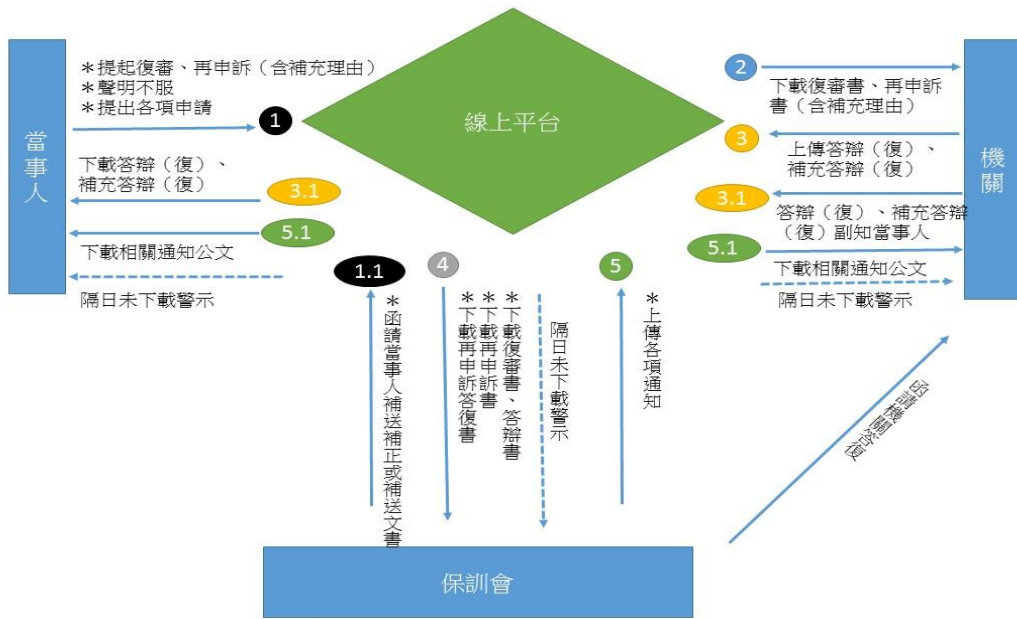 當事人
＊提起復審、再申訴（含補充理由）
＊聲明不服
＊提出各項申請
1
下載答辯（復）、
補充答辯（復）
3.1
5.1
下載相關通知公文
隔日未下載警示
線上平台
2
下載復審書、再申訴
書（含補充理由）
3
上傳答辯（復）、
補充答辯（復）
3.1
答辯（復）、補充答辯
（復）副知當事人
5.1
下載相關通知公文
隔日未下載警示
機關
1.1
＊函請當事人補送補正或補送文書
4
＊下載復審書、答辯書
＊下載再申訴書
＊下載再申訴答復書
隔日未下載警示
5
＊上傳各項通知
函請機關答復
保訓會